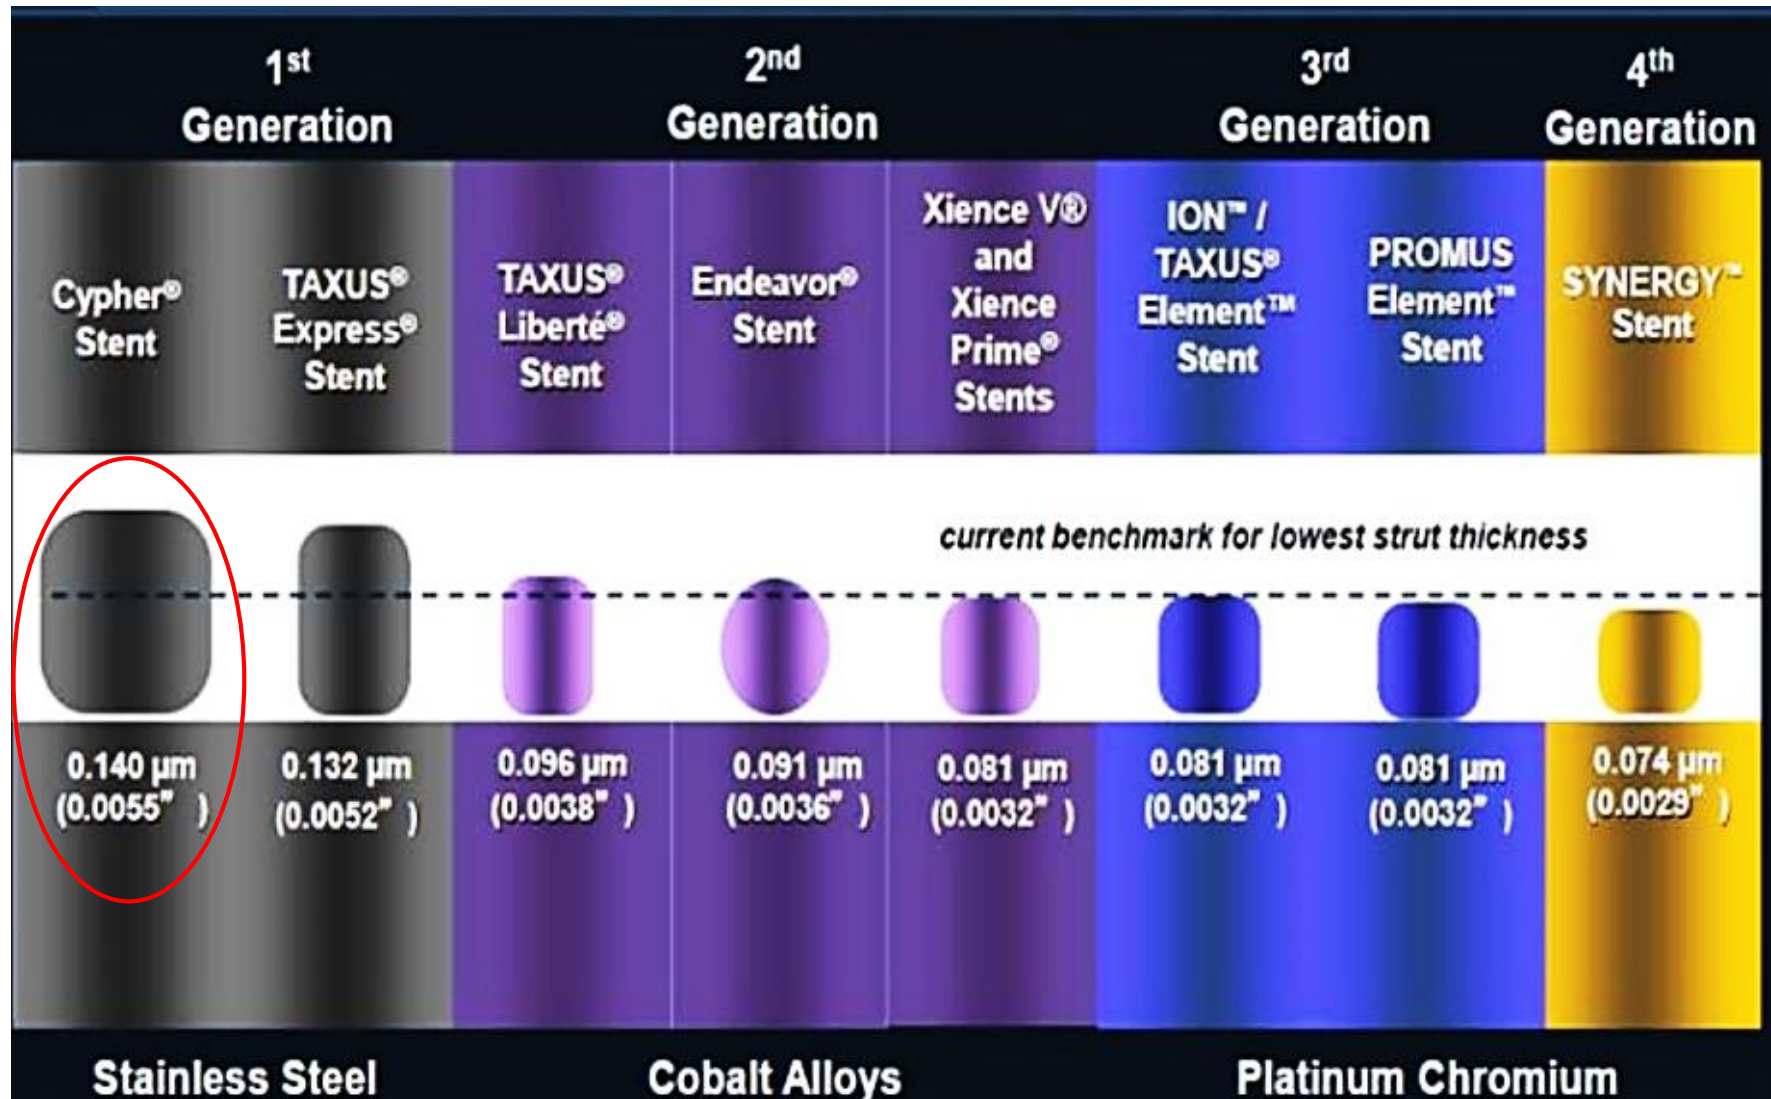 1st
Generation
2nd
Generation
3rd
Generation
4th
Generation
Cypher®
Stent
TAXUS®
Express®
Stent
TAXUS®
Liberté®
Stent
Endeavor®
Stent
Xience V®
and
Xience
Prime®
Stents
ION™ /
TAXUS®
Element™
Stent
PROMUS
Element™
Stent
SYNERGY™
Stent
current benchmark for lowest strut thickness
0.140 µm
(0.0055” )
0.132 µm
(0.0052” )
0.096 µm
(0.0038” )
0.091 µm
(0.0036” )
0.081 µm
(0.0032” )
0.081 µm
(0.0032” )
0.081 µm
(0.0032” )
0.074 µm
(0.0029” )
Stainless Steel
Cobalt Alloys
Platinum Chromium